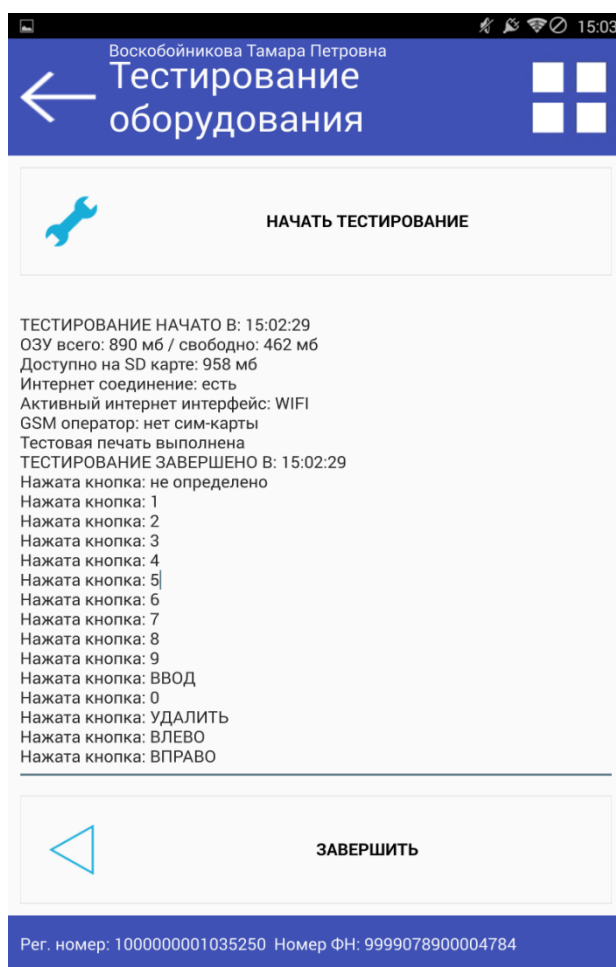 15:03
Воскобойникова Тамара Петровна
Тестирование
оборудования
НАЧАТЬ ТЕСТИРОВАНИЕ
ТЕСТИРОВАНИЕ НАЧАТО В: 15:02:29
ОЗУ всего: 890 мб / свободно: 462 мб
Доступно на SD карте: 958 мб
Интернет соединение: есть
Активный интернет интерфейс: WIFI
GSM оператор: нет сим-карты
Тестовая печать выполнена
ТЕСТИРОВАНИЕ ЗАВЕРШЕНО В: 15:02:29
Нажата кнопка: не определено
Нажата кнопка: 1
Нажата кнопка: 2
Нажата кнопка: 3
Нажата кнопка: 4
Нажата кнопка: 5
Нажата кнопка: 6
Нажата кнопка: 7
Нажата кнопка: 8
Нажата кнопка: 9
Нажата кнопка: ВВОД
Нажата кнопка: 0
Нажата кнопка: УДАЛИТЬ
Нажата кнопка: ВЛЕВО
Нажата кнопка: ВПРАВО
ЗАВЕРШИТЬ
Рег. номер: 1000000001035250 Номер ФН: 9999078900004784